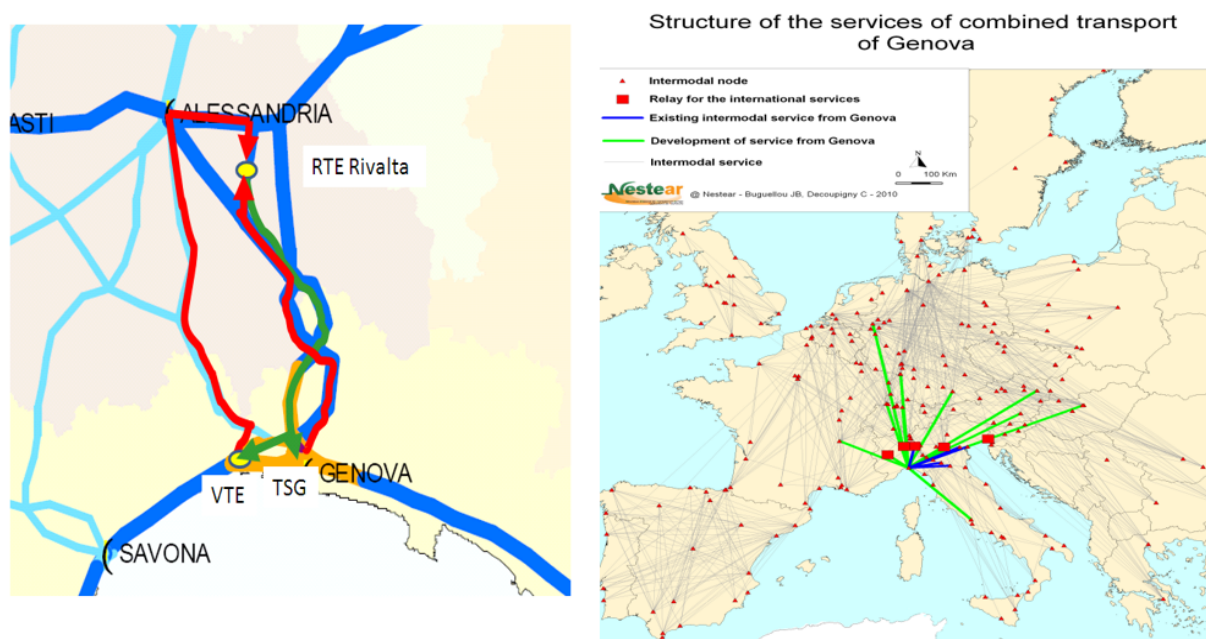 ASTI
ALESSANDRIA
RTE Rivalta
VTE
TSG
GENOVA
SAVONA
Structure of the services of combined transport
of Genova
Intermodal node
Relay for the international services
Existing intermodal service from Genova
Development of service from Genova
Intermodal service
N
0 100 Km
Nestear
@ Nestear - Buguellou JB, Decoupigny C - 2010